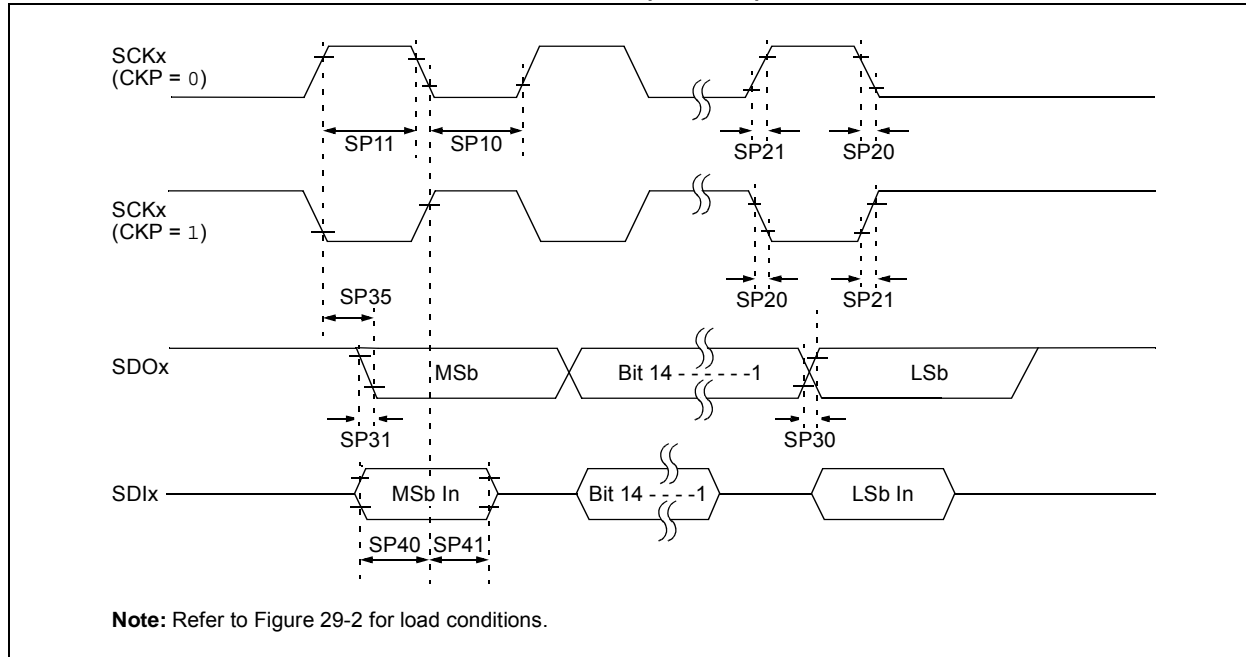 SCKx
(CKP = 0)
SP11
SP10
SP21
SP20
SCKx
(CKP = 1)
SP35
SP20
SP21
SDOx
MSb
Bit 14 - - - - - -1
LSb
SP31
SP30
SDIx
MSb In
Bit 14 - - - -1
LSb In
SP40
SP41
Note: Refer to Figure 29-2 for load conditions.